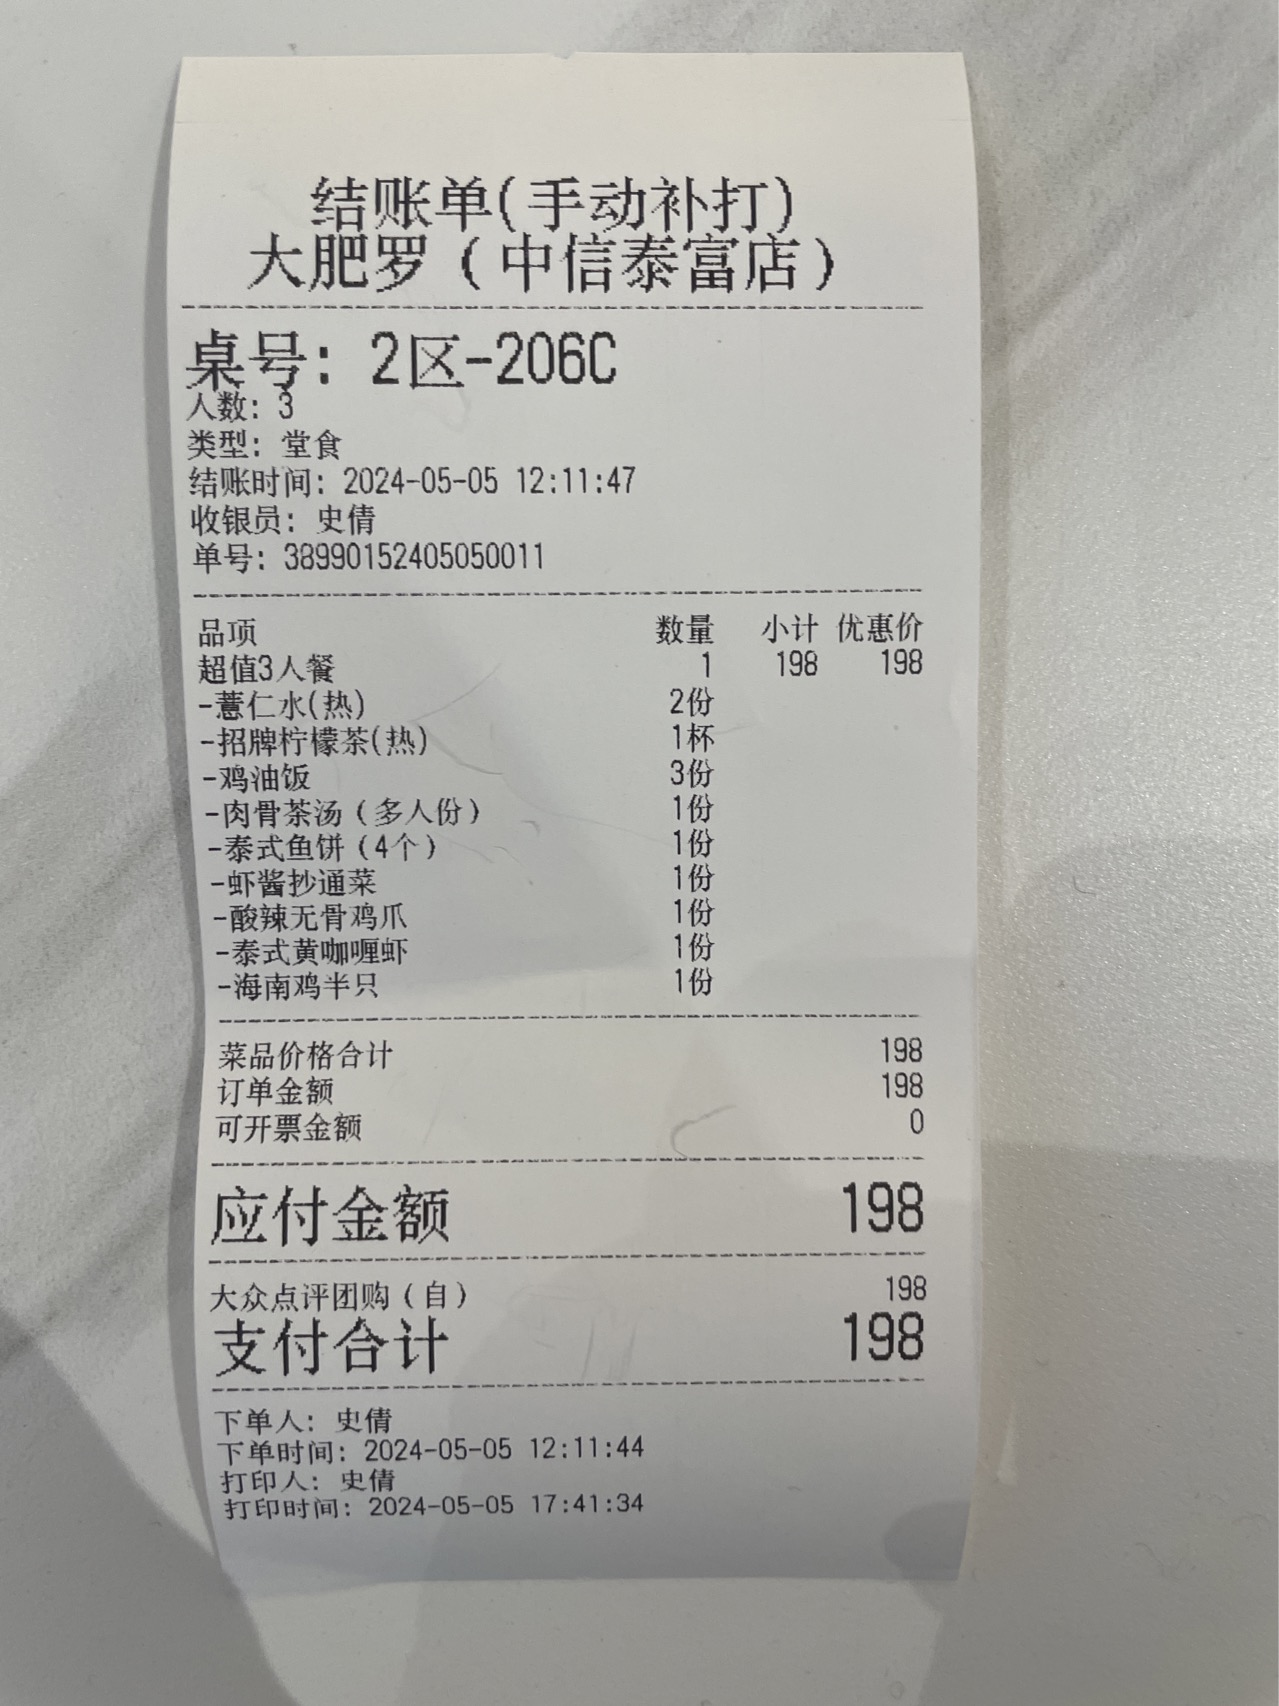 结账单(手动补打)
大肥罗（中信泰富店）
桌号: 2区-206C
人数: 3
类型: 堂食
结账时间: 2024-05-05 12:11:47
收银员: 史倩
单号: 38990152405050011
品项 数量 小计 优惠价
超值3人餐 1 198 198
-薏仁水(热) 2份
-招牌柠檬茶(热) 1杯
-鸡油饭 3份
-肉骨茶汤（多人份） 1份
-泰式鱼饼（4个） 1份
-虾酱抄通菜 1份
-酸辣无骨鸡爪 1份
-泰式黄咖喱虾 1份
-海南鸡半只 1份
菜品价格合计 198
订单金额 198
可开票金额 0
应付金额 198
大众点评团购（自） 198
支付合计 198
下单人: 史倩
下单时间: 2024-05-05 12:11:44
打印人: 史倩
打印时间: 2024-05-05 17:41:34